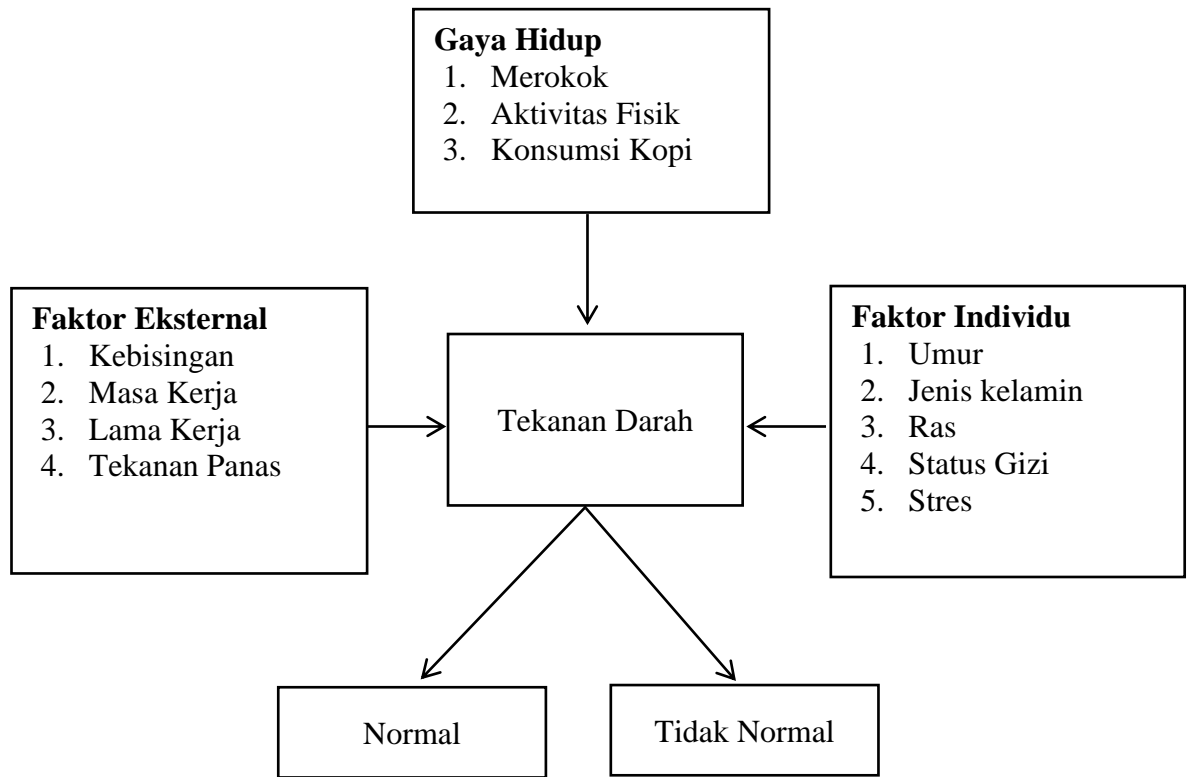 Gaya Hidup
1. Merokok
2. Aktivitas Fisik
3. Konsumsi Kopi
Faktor Eksternal
1. Kebisingan
2. Masa Kerja
3. Lama Kerja
4. Tekanan Panas
Tekanan Darah
Faktor Individu
1. Umur
2. Jenis kelamin
3. Ras
4. Status Gizi
5. Stres
Normal
Tidak Normal